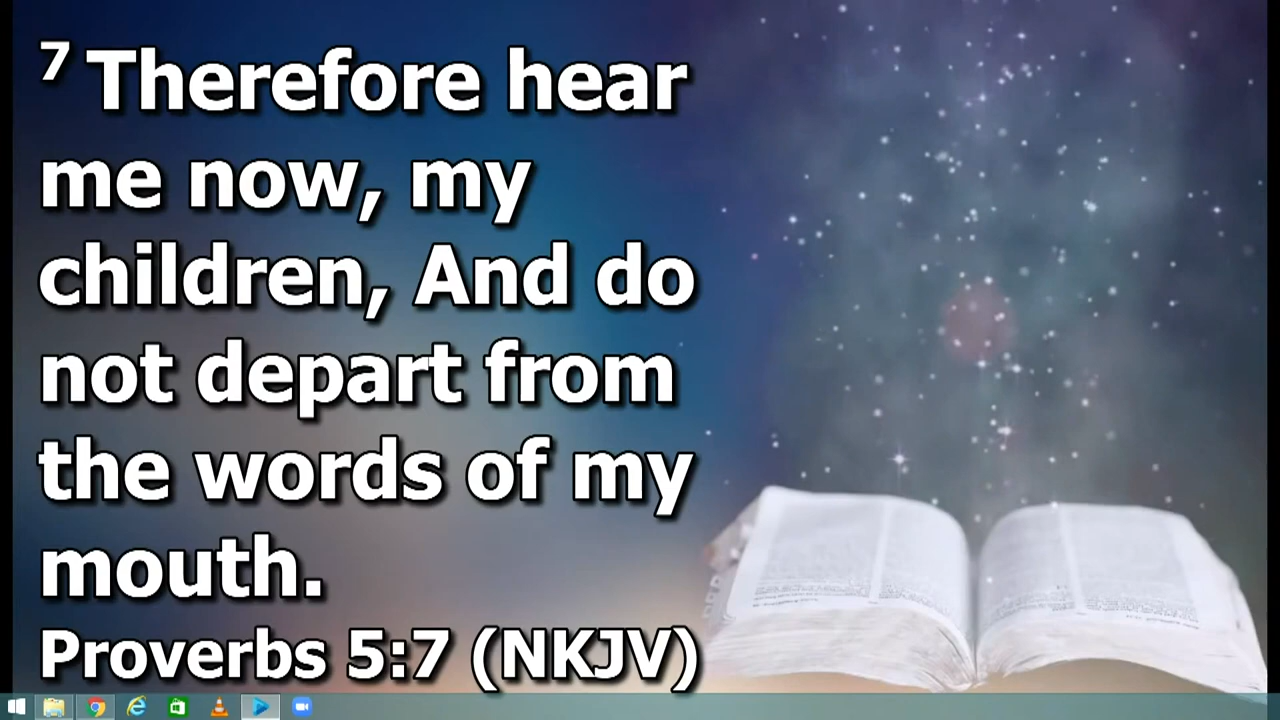 7 Therefore hear
me now, my
children, And do
not depart from
the words of my
mouth.
Proverbs 5:7 (NKJV)